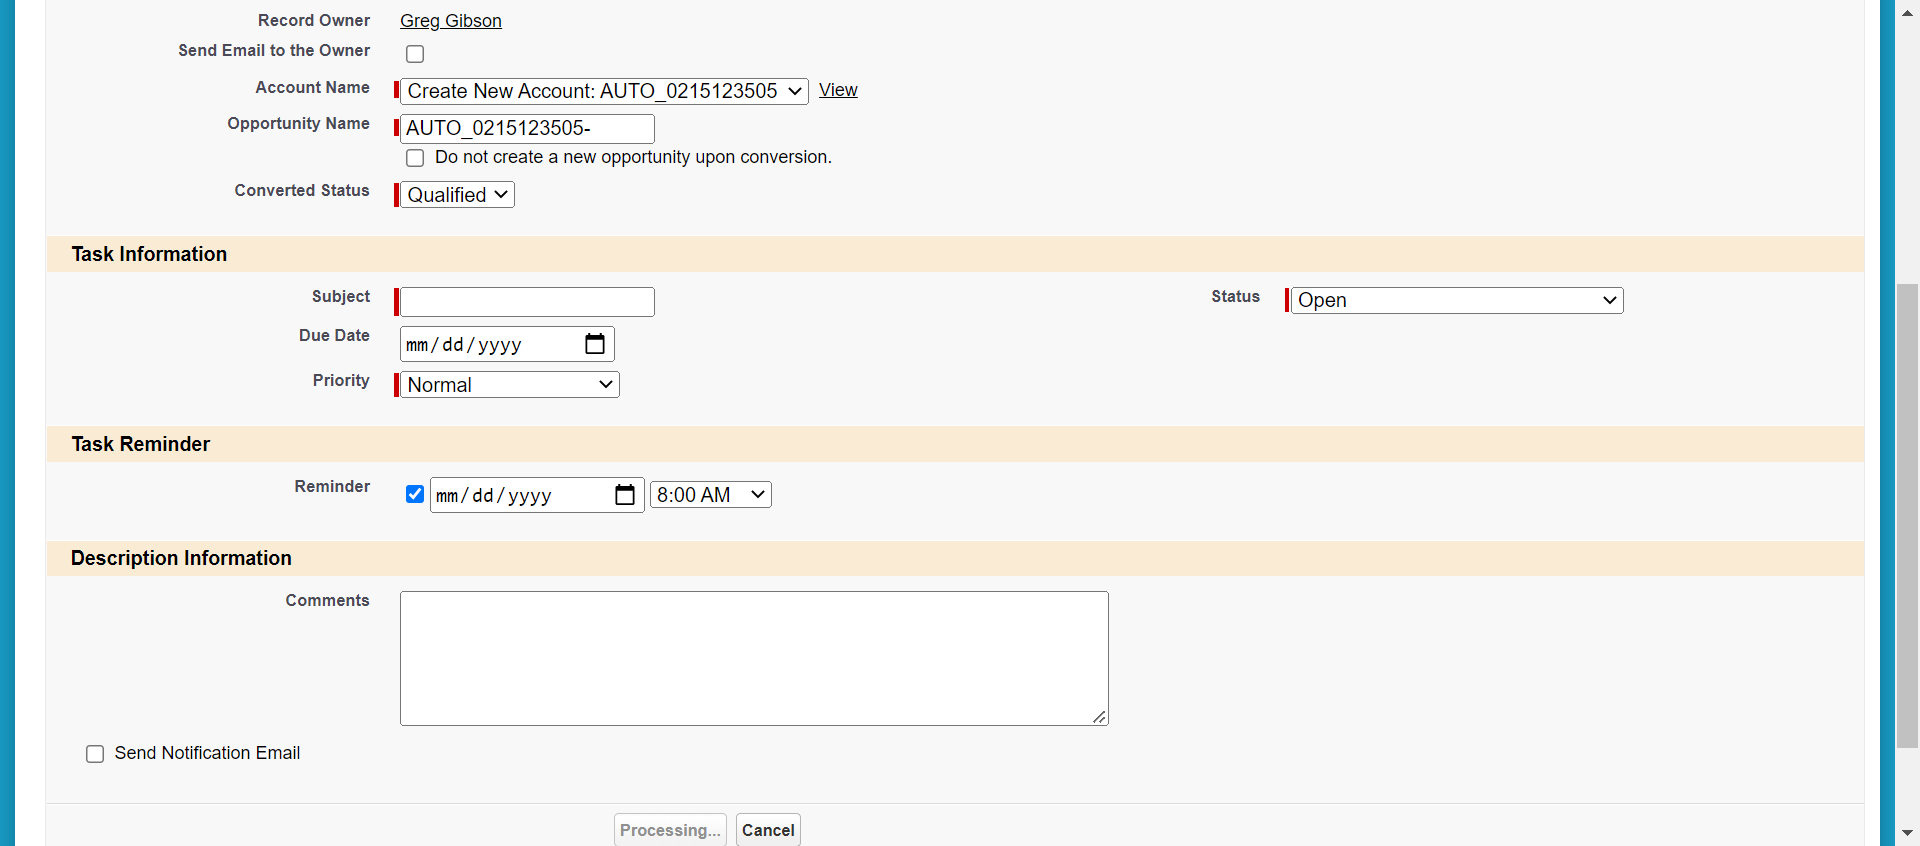 Record Owner Greg Gibson
Send Email to the Owner
Account Name Create New Account: AUTO_0215123505 View
Opportunity Name AUTO_0215123505-
Do not create a new opportunity upon conversion.
Converted Status Qualified
Task Information
Subject Status Open
Due Date mm/dd/yyyy
Priority Normal
Task Reminder
Reminder mm/dd/yyyy 8:00 AM
Description Information
Comments
Send Notification Email
Processing... Cancel